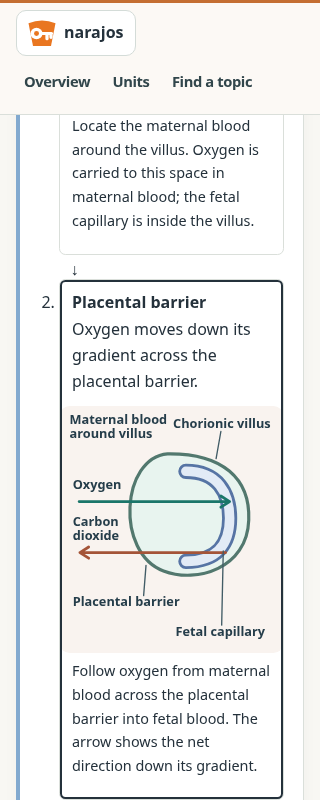 narajos
Overview Units Find a topic
Locate the maternal blood
around the villus. Oxygen is
carried to this space in
maternal blood; the fetal
capillary is inside the villus.
↓
2. Placental barrier
Oxygen moves down its
gradient across the
placental barrier.
Maternal blood
around villus
Chorionic villus
Oxygen
Carbon
dioxide
Placental barrier
Fetal capillary
Follow oxygen from maternal
blood across the placental
barrier into fetal blood. The
arrow shows the net
direction down its gradient.